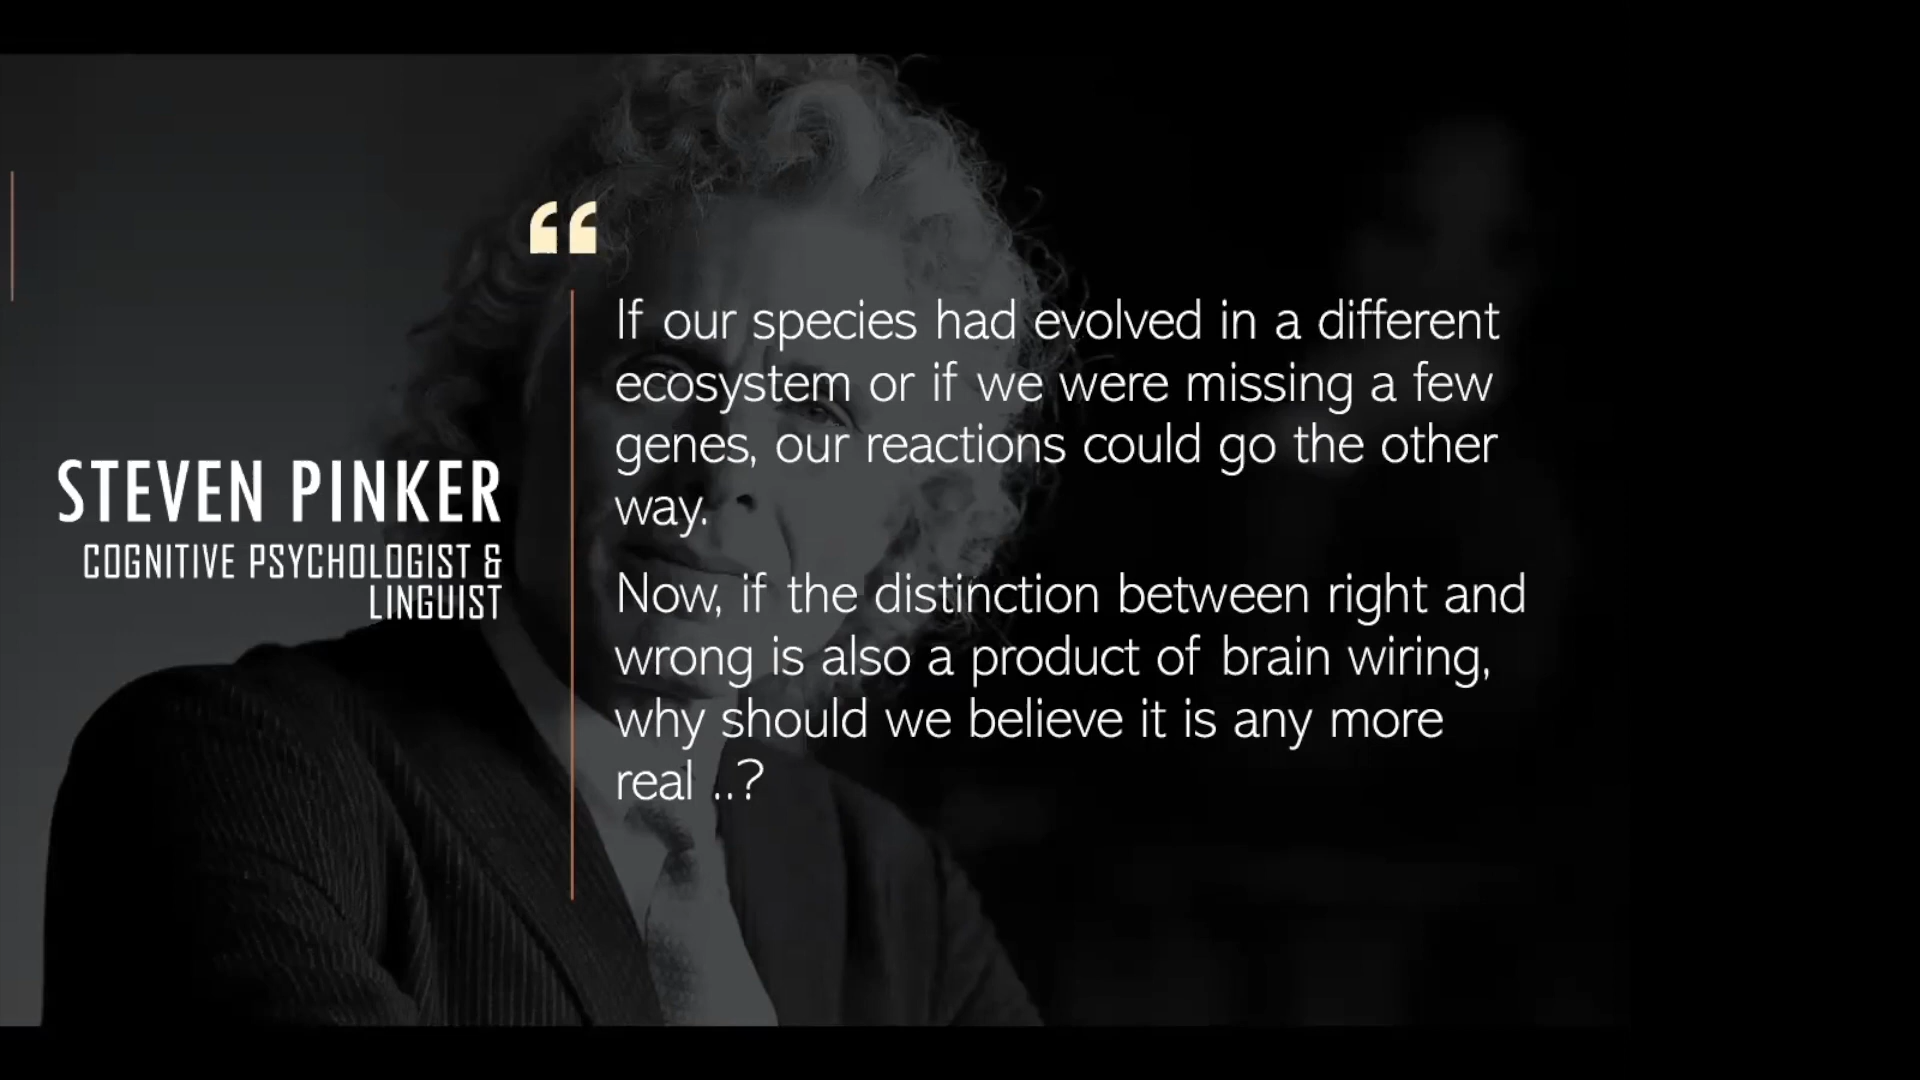 STEVEN PINKER
COGNITIVE PSYCHOLOGIST &
LINGUIST
“
If our species had evolved in a different
ecosystem or if we were missing a few
genes, our reactions could go the other
way.
Now, if the distinction between right and
wrong is also a product of brain wiring,
why should we believe it is any more
real ..?